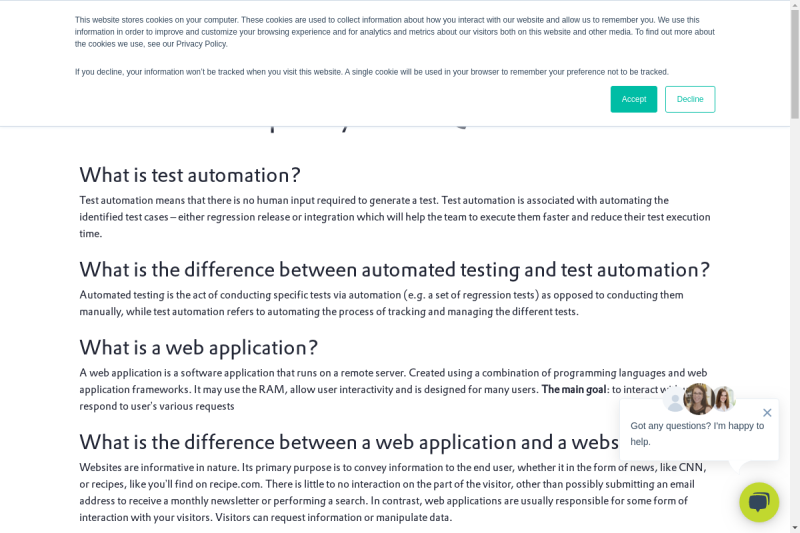 This website stores cookies on your computer. These cookies are used to collect information about how you interact with our website and allow us to remember you. We use this
information in order to improve and customize your browsing experience and for analytics and metrics about our visitors both on this website and other media. To find out more about
the cookies we use, see our Privacy Policy.
If you decline, your information won't be tracked when you visit this website. A single cookie will be used in your browser to remember your preference not to be tracked.
Accept
Decline
What is test automation?
Test automation means that there is no human input required to generate a test. Test automation is associated with automating the
identified test cases – either regression release or integration which will help the team to execute them faster and reduce their test execution
time.
What is the difference between automated testing and test automation?
Automated testing is the act of conducting specific tests via automation (e.g. a set of regression tests) as opposed to conducting them
manually, while test automation refers to automating the process of tracking and managing the different tests.
What is a web application?
A web application is a software application that runs on a remote server. Created using a combination of programming languages and web
application frameworks. It may use the RAM, allow user interactivity and is designed for many users. The main goal: to interact
respond to user's various requests
What is the difference between a web application and a
Websites are informative in nature. Its primary purpose is to convey information to the end user, whether it in the form of news, like CNN,
or recipes, like you'll find on recipe.com. There is little to no interaction on the part of the visitor, other than possibly submitting an email
address to receive a monthly newsletter or performing a search. In contrast, web applications are usually responsible for some form of
interaction with your visitors. Visitors can request information or manipulate data.
Got any questions? I'm happy to
help.